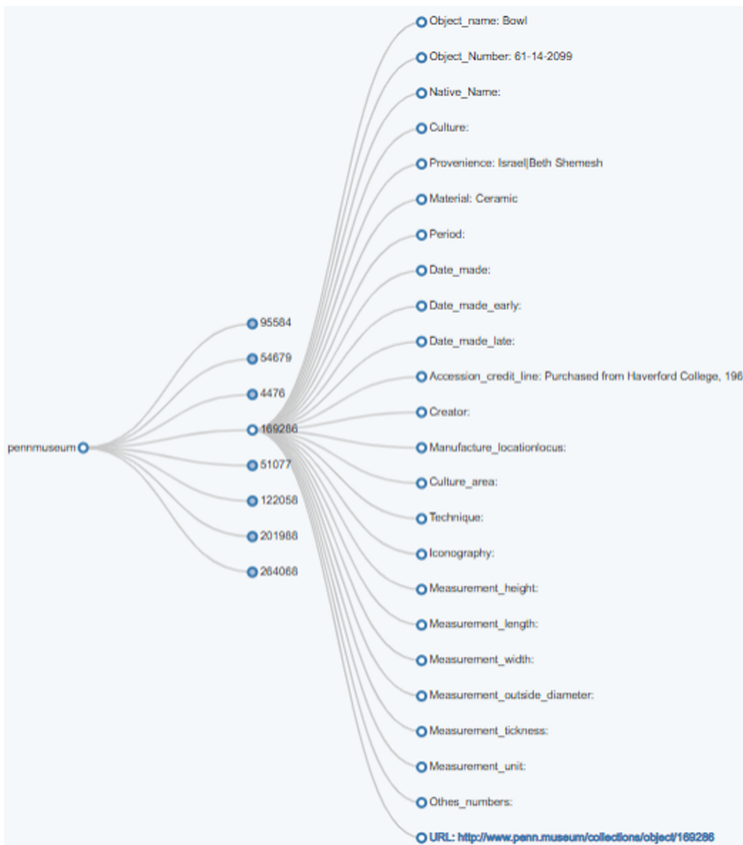 pennmuseum
95584
54679
4476
169286
51077
122058
201988
264068
Object_name: Bowl
Object_Number: 61-14-2099
Native_Name:
Culture:
Provenience: Israel|Beth Shemesh
Material: Ceramic
Period:
Date_made:
Date_made_early:
Date_made_late:
Accession_credit_line: Purchased from Haverford College, 196
Creator:
Manufacture_locationlocus:
Culture_area:
Technique:
Iconography:
Measurement_height:
Measurement_length:
Measurement_width:
Measurement_outside_diameter:
Measurement_tickness:
Measurement_unit:
Othes_numbers:
URL: http://www.penn.museum/collections/object/169286